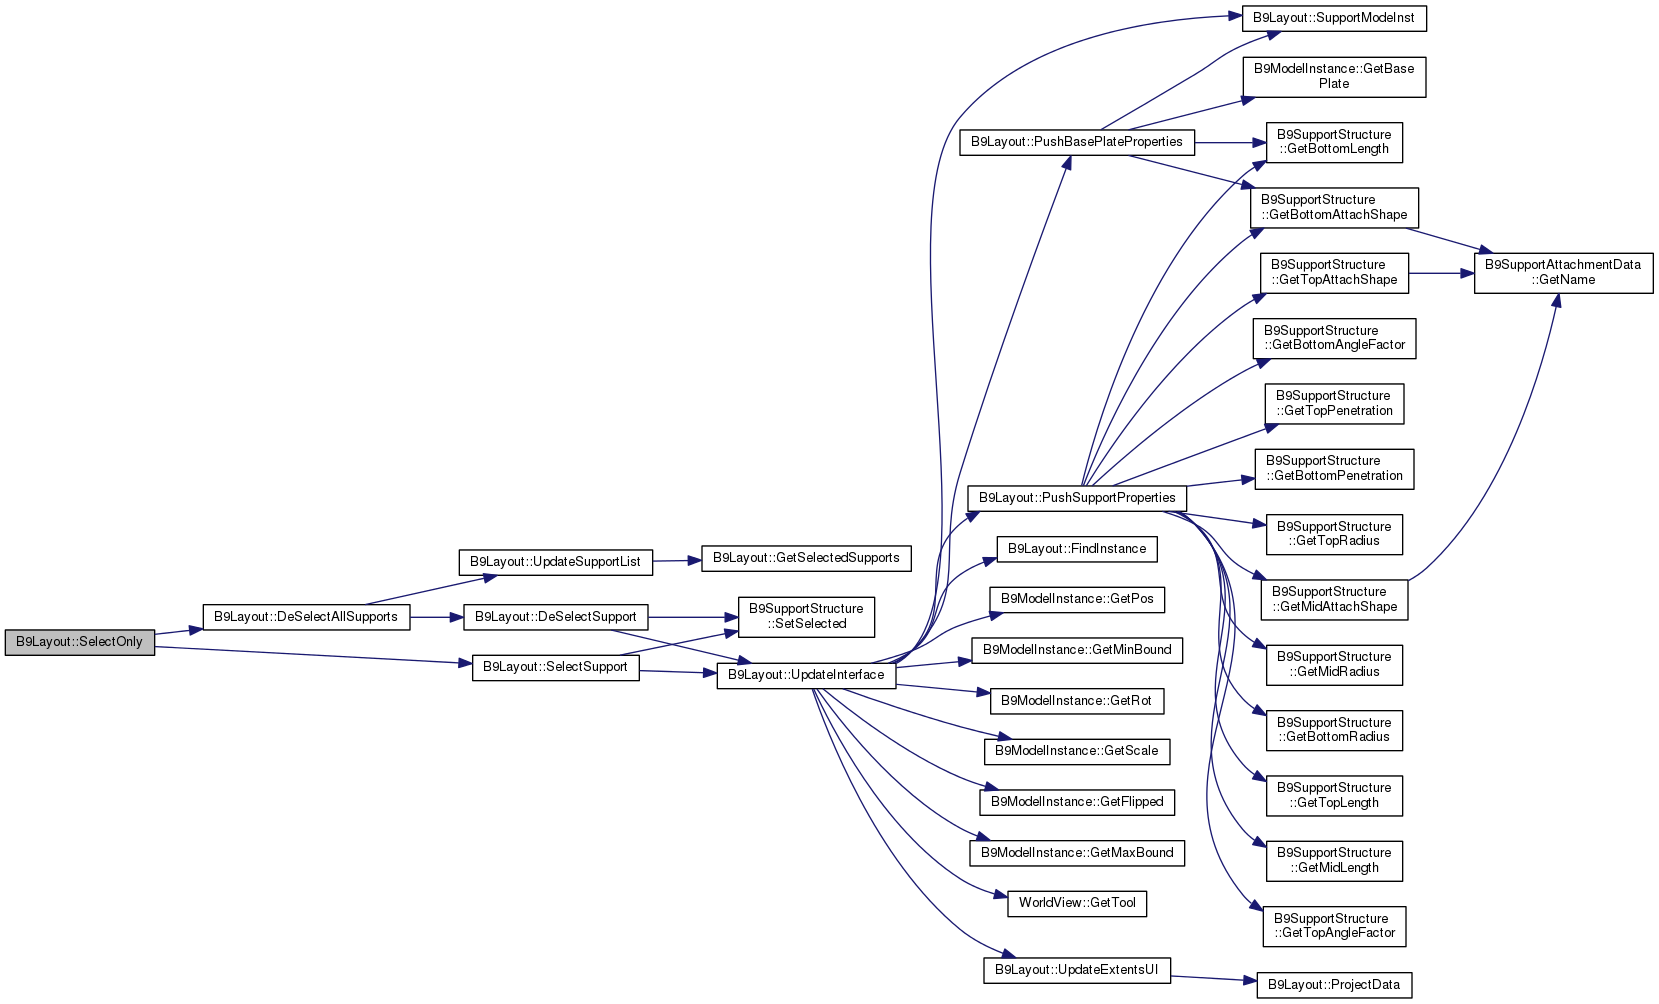 B9Layout::SupportModeInst
B9ModelInstance::GetBase
Plate
B9Layout::PushBasePlateProperties
B9SupportStructure
::GetBottomLength
B9SupportStructure
::GetBottomAttachShape
B9SupportStructure
::GetTopAttachShape
B9SupportAttachmentData
::GetName
B9SupportStructure
::GetBottomAngleFactor
B9SupportStructure
::GetTopPenetration
B9SupportStructure
::GetBottomPenetration
B9Layout::PushSupportProperties
B9SupportStructure
::GetTopRadius
B9Layout::FindInstance
B9Layout::UpdateSupportList
B9Layout::GetSelectedSupports
B9ModelInstance::GetPos
B9SupportStructure
::GetMidAttachShape
B9Layout::DeSelectAllSupports
B9Layout::DeSelectSupport
B9SupportStructure
::SetSelected
B9Layout::SelectOnly
B9Layout::SelectSupport
B9Layout::UpdateInterface
B9ModelInstance::GetMinBound
B9SupportStructure
::GetMidRadius
B9ModelInstance::GetRot
B9SupportStructure
::GetBottomRadius
B9ModelInstance::GetScale
B9ModelInstance::GetFlipped
B9SupportStructure
::GetTopLength
B9ModelInstance::GetMaxBound
B9SupportStructure
::GetMidLength
WorldView::GetTool
B9SupportStructure
::GetTopAngleFactor
B9Layout::UpdateExtentsUI
B9Layout::ProjectData